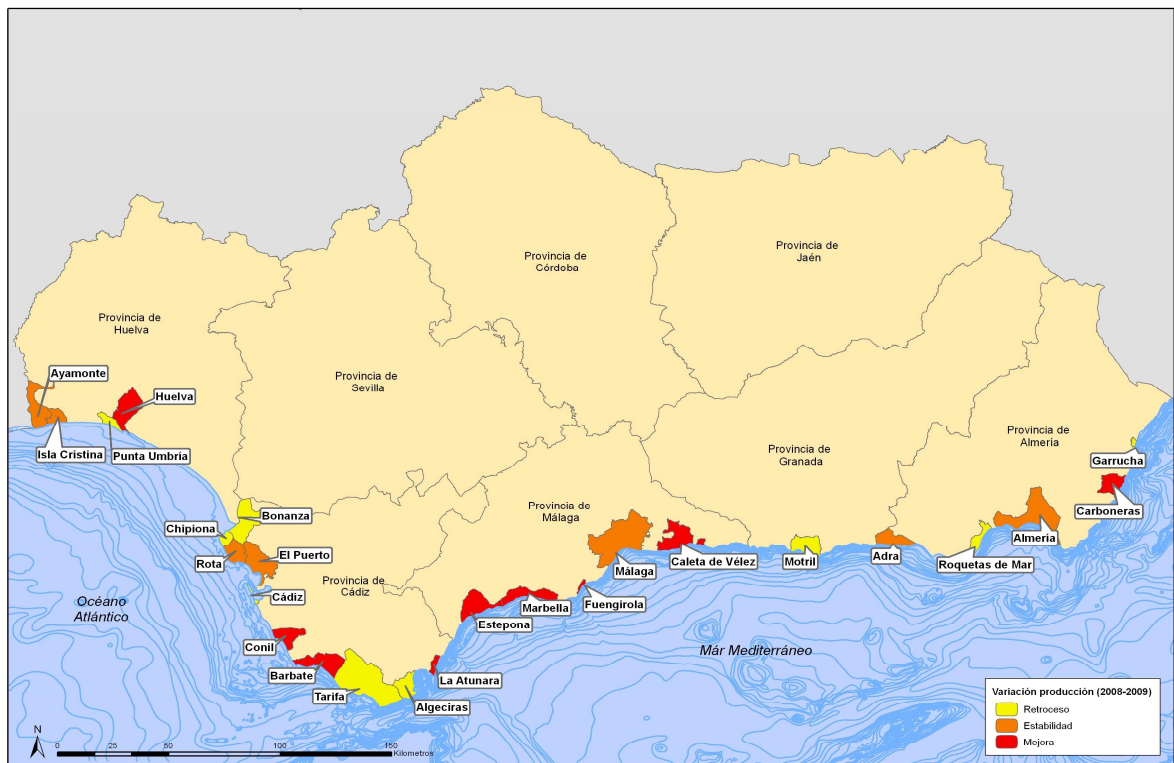 Provincia de
Córdoba
Provincia de
Jaén
Provincia de
Huelva
Provincia de
Sevilla
Ayamonte
Huelva
Isla Cristina
Punta Umbría
Provincia de
Granada
Provincia de
Almería
Garrucha
Carboneras
Provincia de
Málaga
Bonanza
Chipiona
Rota
El Puerto
Cádiz
Provincia de
Cádiz
Málaga
Caleta de Vélez
Motril
Adra
Roquetas de Mar
Almería
Océano
Atlántico
Marbella
Fuengirola
Estepona
Conil
Barbate
Tarifa
Algeciras
La Atunara
Már Mediterráneo
Variación producción (2008-2009)
Retroceso
Estabilidad
Mejora
N
0 25 50 100 150
Kilometros